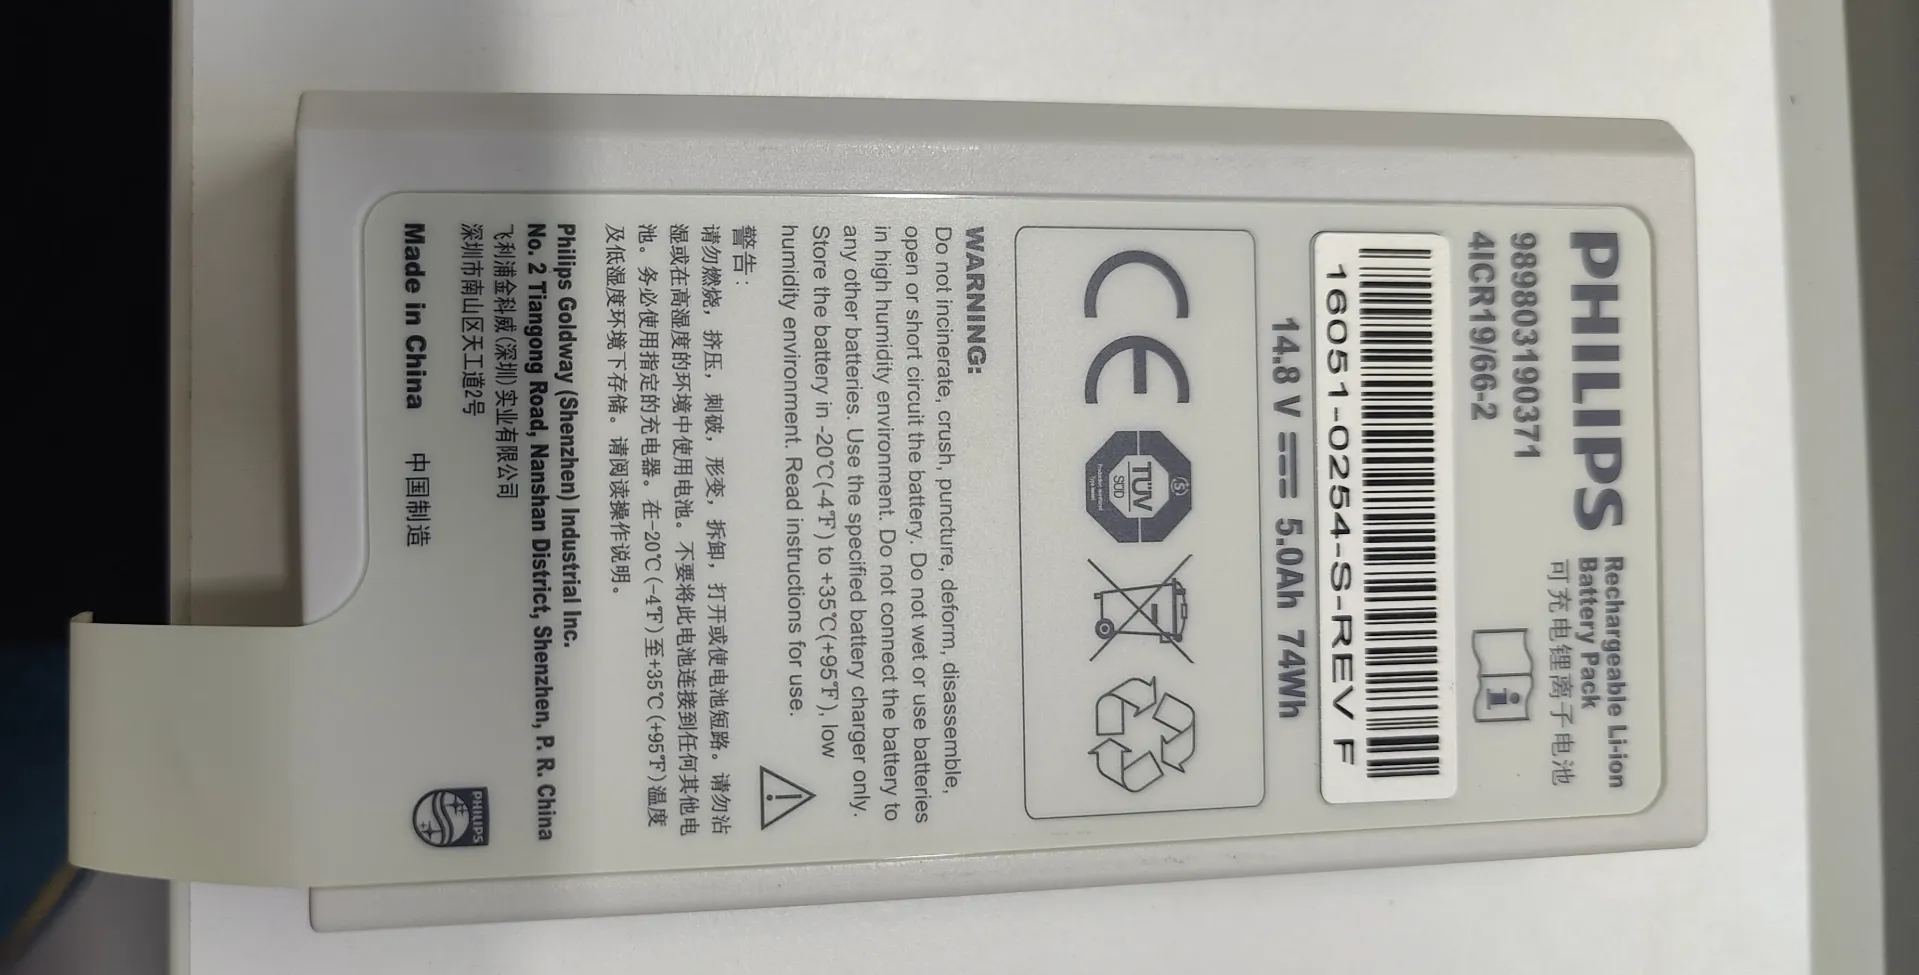 PHILIPS
Rechargeable Li-ion
Battery Pack
可充电锂离子电池
989803190371
4ICR19/66-2
16051-0254-S-REV F
14.8 V 5.0Ah 74Wh
CE
TÜV
SÜD
WARNING:
Do not incinerate, crush, puncture, deform, disassemble,
open or short circuit the battery. Do not wet or use batteries
in high humidity environment. Do not connect the battery to
any other batteries. Use the specified battery charger only.
Store the battery in -20℃(-4℉) to +35℃(+95℉), low
humidity environment. Read instructions for use.
警告：
请勿燃烧，挤压，刺破，形变，拆卸，打开或使电池短路。请勿沾
湿或在高湿度的环境中使用电池。不要将此电池连接到任何其他电
池。务必使用指定的充电器。在-20℃(-4℉)至+35℃(+95℉)温度
及低湿度环境下存储。请阅读操作说明。
Philips Goldway (Shenzhen) Industrial Inc.
No. 2 Tiangong Road, Nanshan District, Shenzhen, P. R. China
飞利浦金科威(深圳)实业有限公司
深圳市南山区天工道2号
Made in China 中国制造
PHILIPS